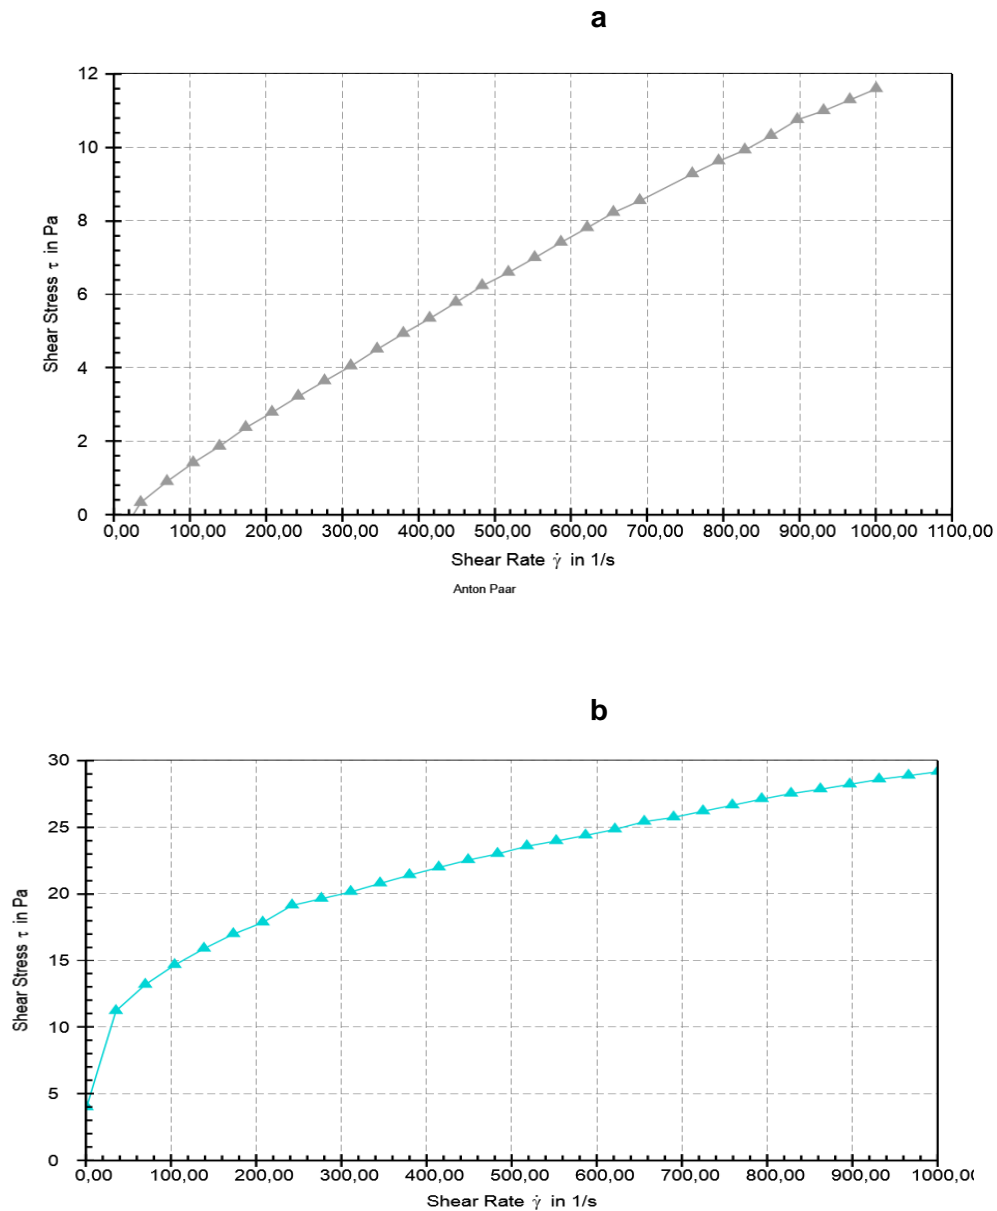 a
12
10
8
6
4
2
0
Shear Stress τ in Pa
0,00 100,00 200,00 300,00 400,00 500,00 600,00 700,00 800,00 900,00 1000,00 1100,00
Shear Rate γ̇ in 1/s
Anton Paar
b
30
25
20
15
10
5
0
Shear Stress τ in Pa
0,00 100,00 200,00 300,00 400,00 500,00 600,00 700,00 800,00 900,00 1000,0
Shear Rate γ̇ in 1/s